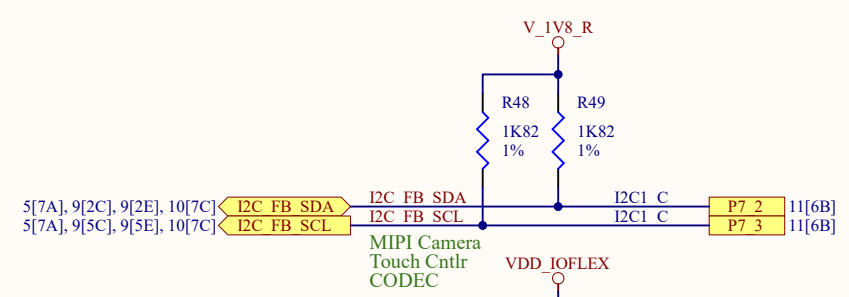 V_1V8_R
R48 R49
1K82 1K82
1% 1%
5[7A], 9[2C], 9[2E], 10[7C] I2C_FB_SDA I2C_FB_SDA I2C1_C P7_2 11[6B]
5[7A], 9[5C], 9[5E], 10[7C] I2C_FB_SCL I2C_FB_SCL I2C1_C P7_3 11[6B]
MIPI Camera
Touch Cntlr
CODEC
VDD_IOFLEX